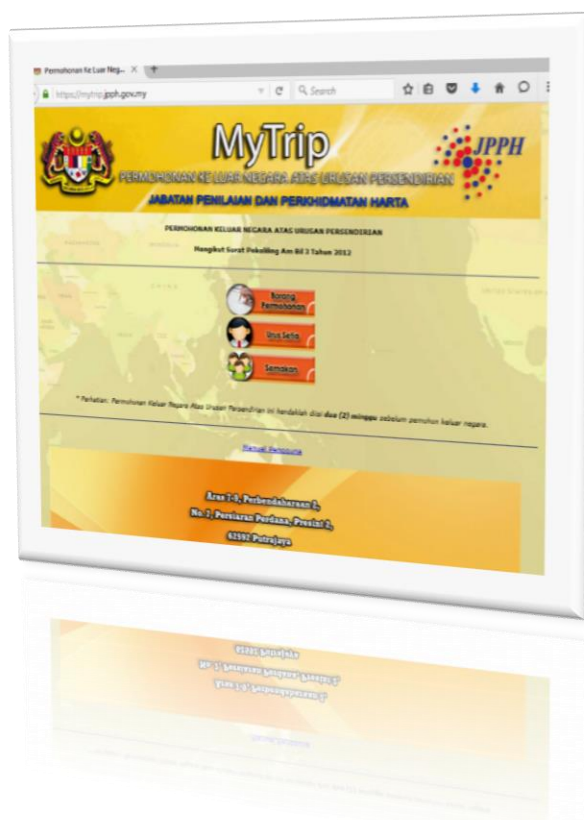 Permohonan Ke Luar Neg...
https://mytrip.jpph.gov.my
Search
MyTrip
JPPH
PERMOHONAN KE LUAR NEGARA ATAS URUSAN PERSENDIRIAN
JABATAN PENILAIAN DAN PERKHIDMATAN HARTA
PERMOHONAN KELUAR NEGARA ATAS URUSAN PERSENDIRIAN
Mengikut Surat Pekeliling Am Bil 3 Tahun 2012
Borang
Permohonan
Urus Setia
Semakan
* Perhatian: Permohonan Keluar Negara Atas Urusan Persendirian ini hendaklah diisi dua (2) minggu sebelum pemohon keluar negara.
Manual Pengguna
Aras 7-9, Perbendaharaan 2,
No. 7, Persiaran Perdana, Presint 2,
62592 Putrajaya